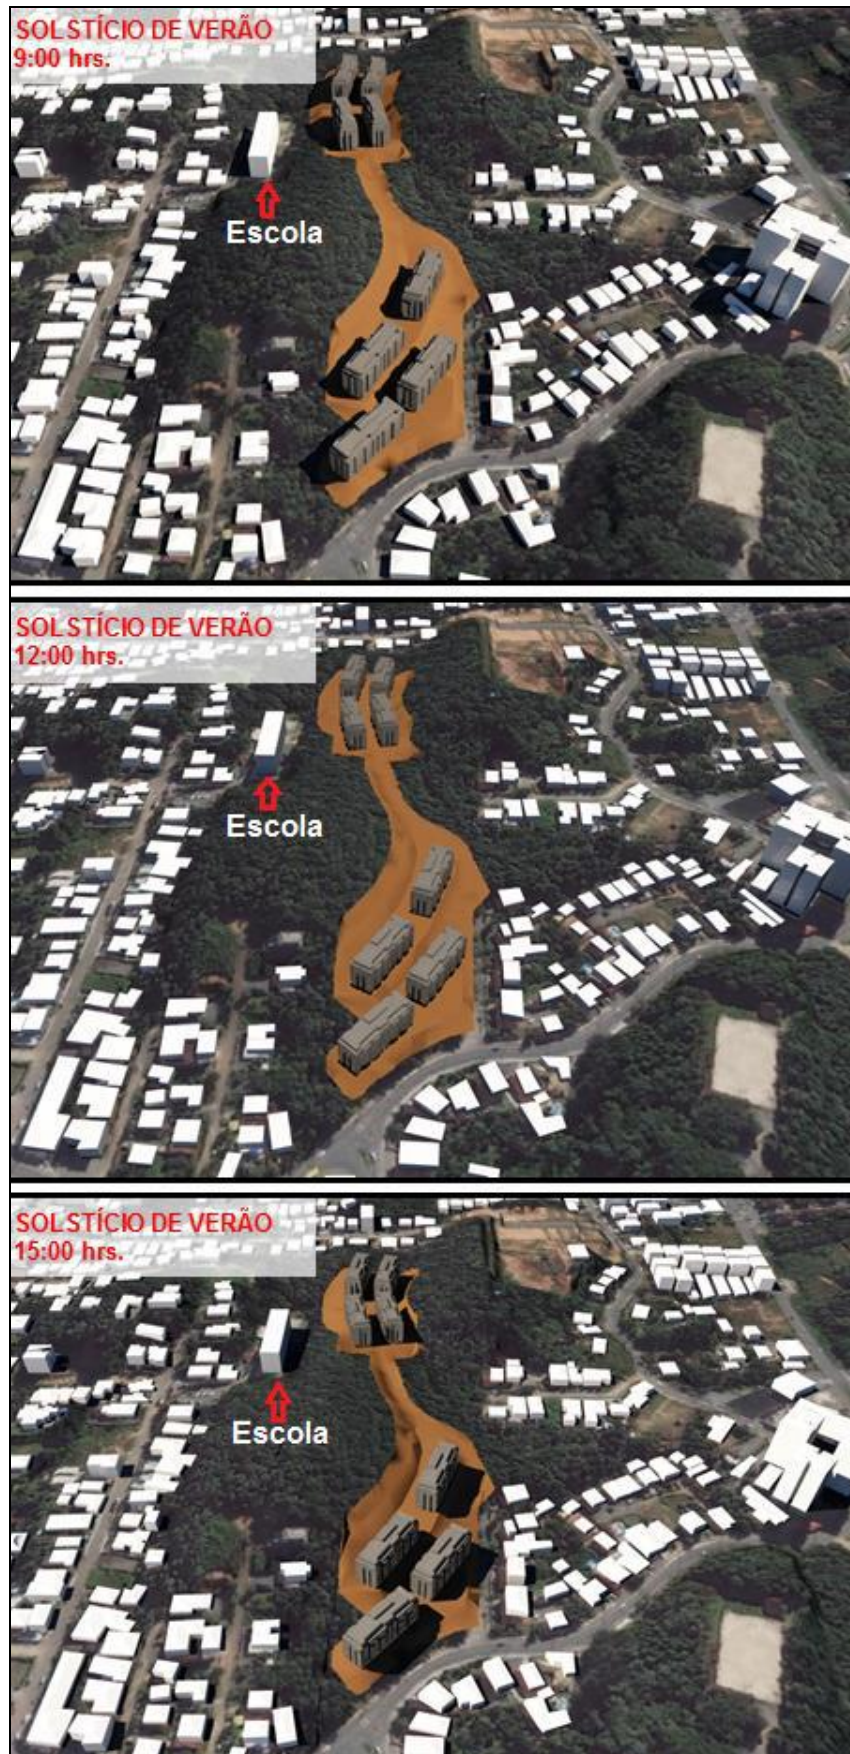 SOLSTÍCIO DE VERÃO
9:00 hrs.
Escola
SOLSTÍCIO DE VERÃO
12:00 hrs.
Escola
SOLSTÍCIO DE VERÃO
15:00 hrs.
Escola